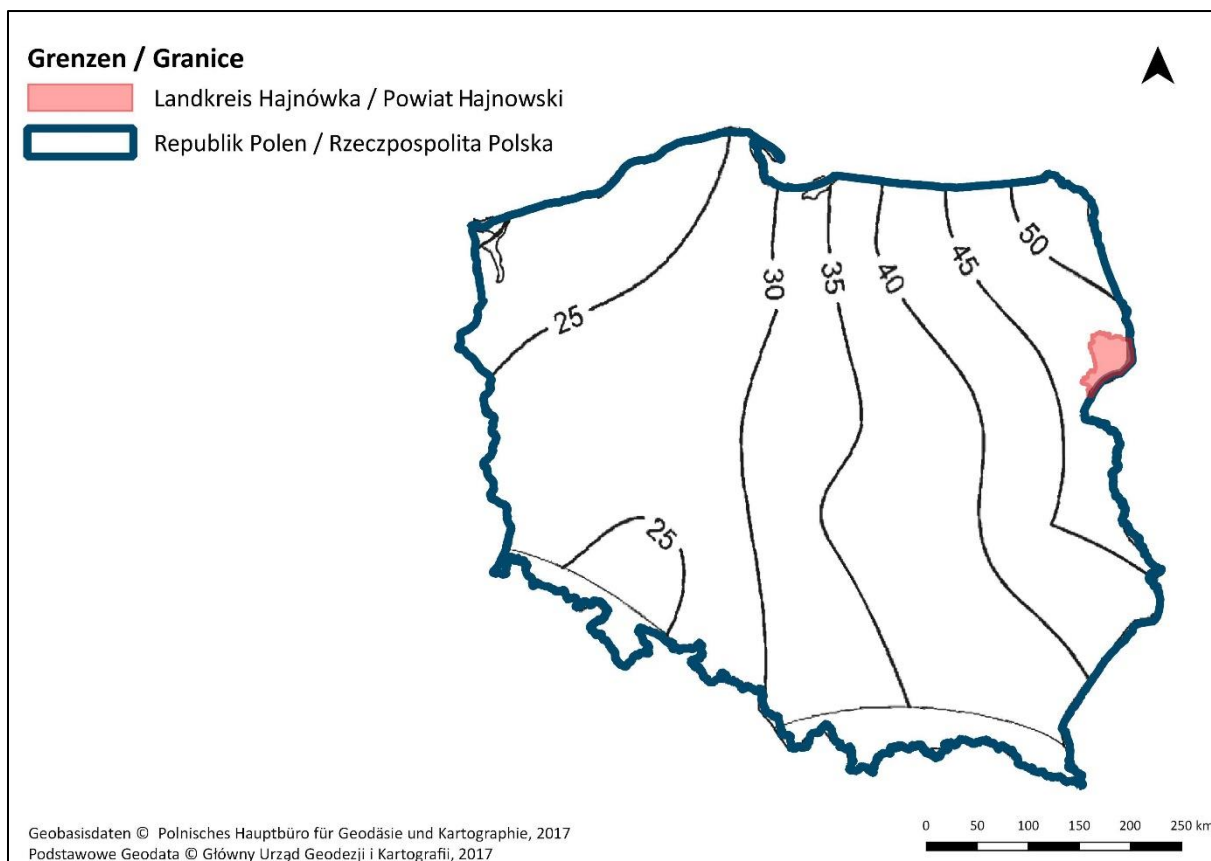 Grenzen / Granice
Landkreis Hajnówka / Powiat Hajnowski
Republik Polen / Rzeczpospolita Polska
25
30
35
40
45
50
25
Geobasisdaten © Polnisches Hauptbüro für Geodäsie und Kartographie, 2017
Podstawowe Geodata © Główny Urząd Geodezji i Kartografii, 2017
0 50 100 150 200 250 km